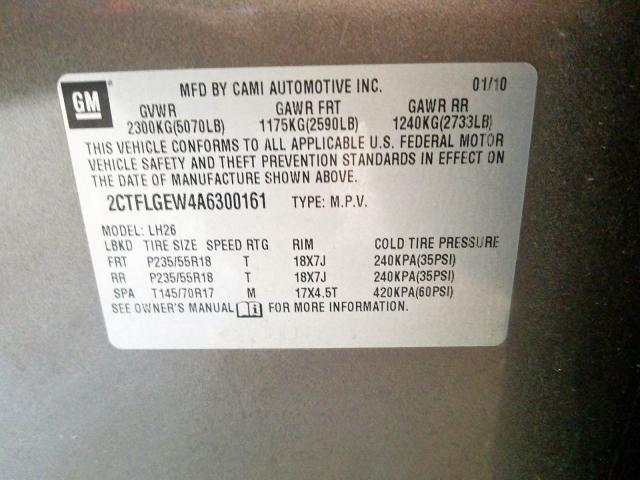 GM
MFD BY CAMI AUTOMOTIVE INC. 01/10
GVWR GAWR FRT GAWR RR
2300KG(5070LB) 1175KG(2590LB) 1240KG(2733LB)
THIS VEHICLE CONFORMS TO ALL APPLICABLE U.S. FEDERAL MOTOR
VEHICLE SAFETY AND THEFT PREVENTION STANDARDS IN EFFECT ON
THE DATE OF MANUFACTURE SHOWN ABOVE.
2CTFLGEW4A6300161 TYPE: M.P.V.
MODEL: LH26
LBKD TIRE SIZE SPEED RTG RIM COLD TIRE PRESSURE
FRT P235/55R18 T 18X7J 240KPA(35PSI)
RR P235/55R18 T 18X7J 240KPA(35PSI)
SPA T145/70R17 M 17X4.5T 420KPA(60PSI)
SEE OWNER'S MANUAL i FOR MORE INFORMATION.